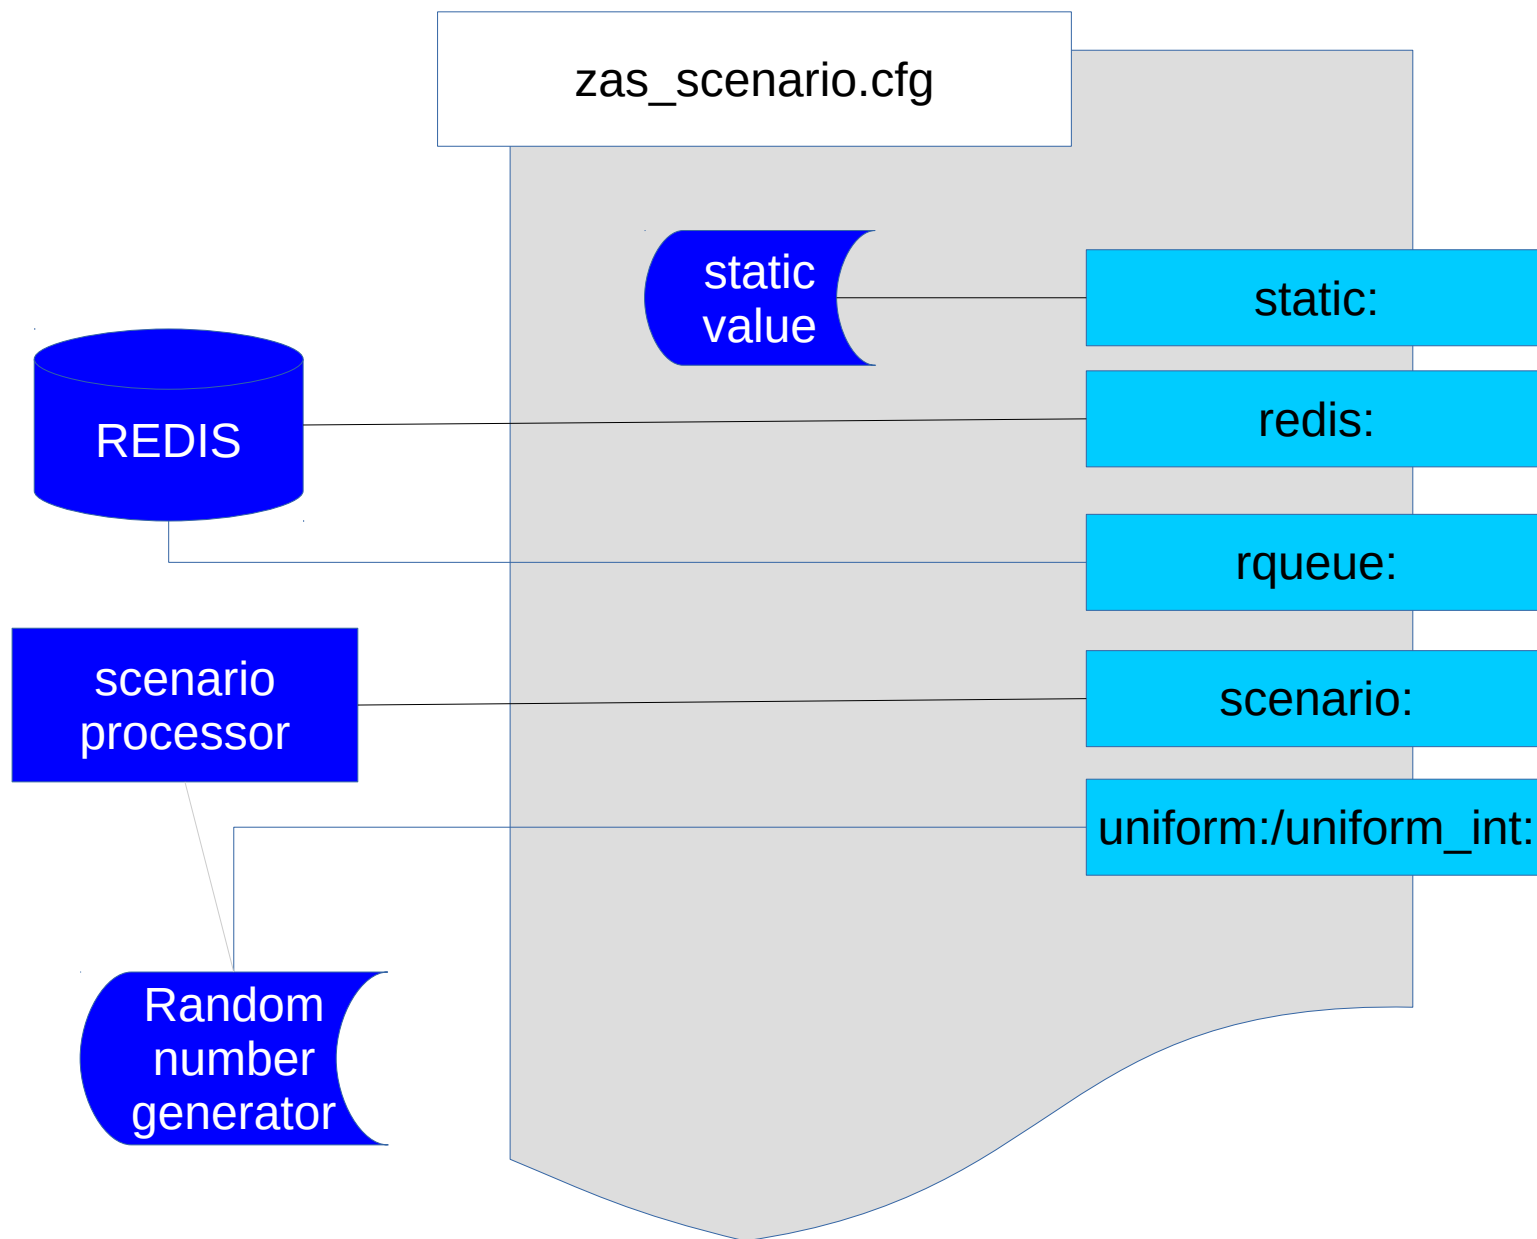 zas_scenario.cfg
static
value
static:
REDIS
redis:
rqueue:
scenario
processor
scenario:
uniform:/uniform_int:
Random
number
generator